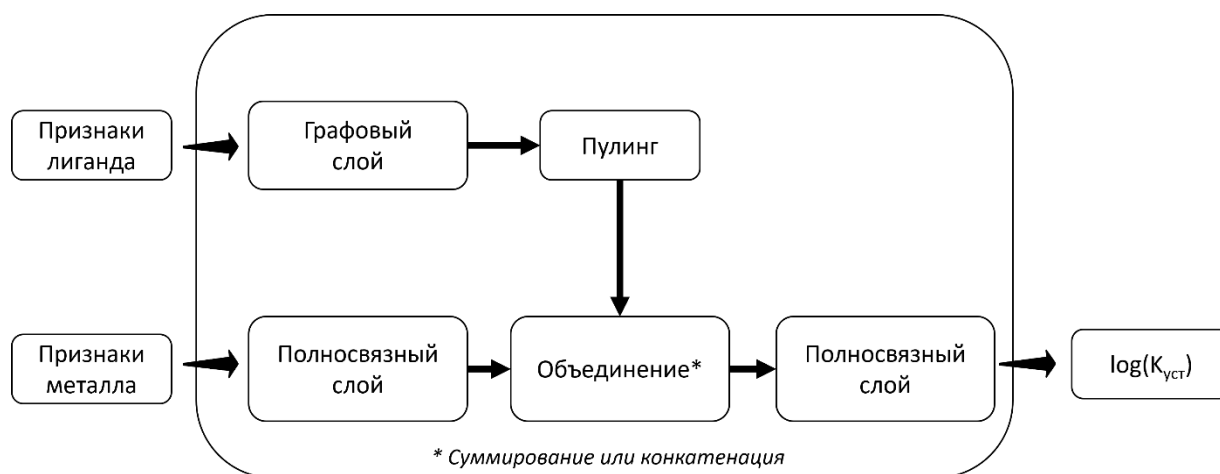 Признаки
лиганда
Графовый
слой
Пулинг
Признаки
металла
Полносвязный
слой
Объединение*
Полносвязный
слой
log(Kуст)
* Суммирование или конкатенация